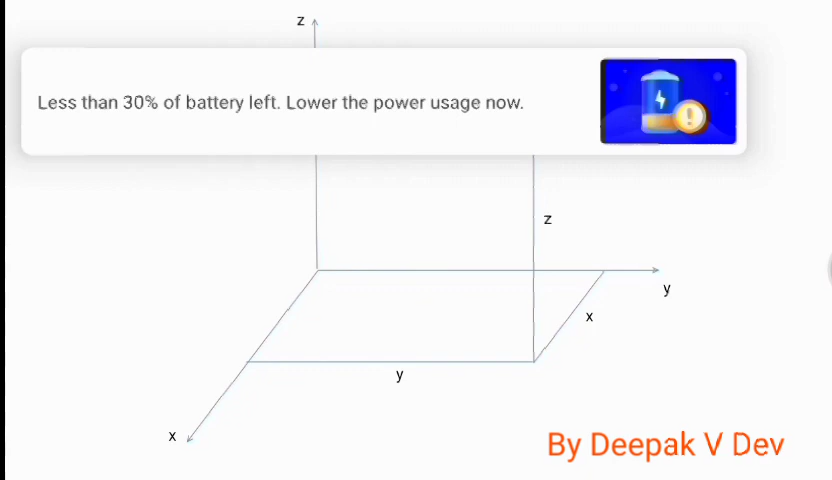 z
Less than 30% of battery left. Lower the power usage now.
z
y
x
y
x
By Deepak V Dev